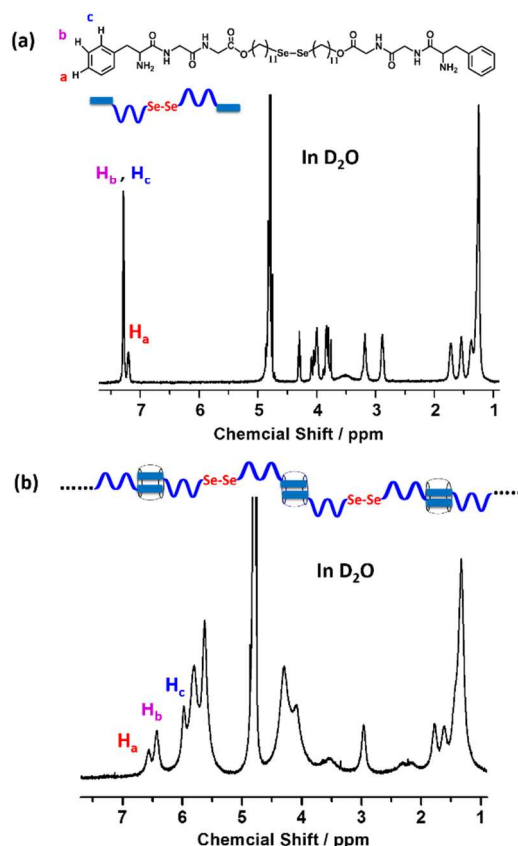 (a)
c
b
a
H
H
H
NH₂
O
H
N
O
N
H
O
O
11
Se
Se
11
O
O
H
N
O
N
H
O
NH₂
Se-Se
In D₂O
Hb , Hc
Ha
7 6 5 4 3 2 1
Chemcial Shift / ppm
(b)
Se-Se
Se-Se
In D₂O
Hc
Hb
Ha
7 6 5 4 3 2 1
Chemcial Shift / ppm